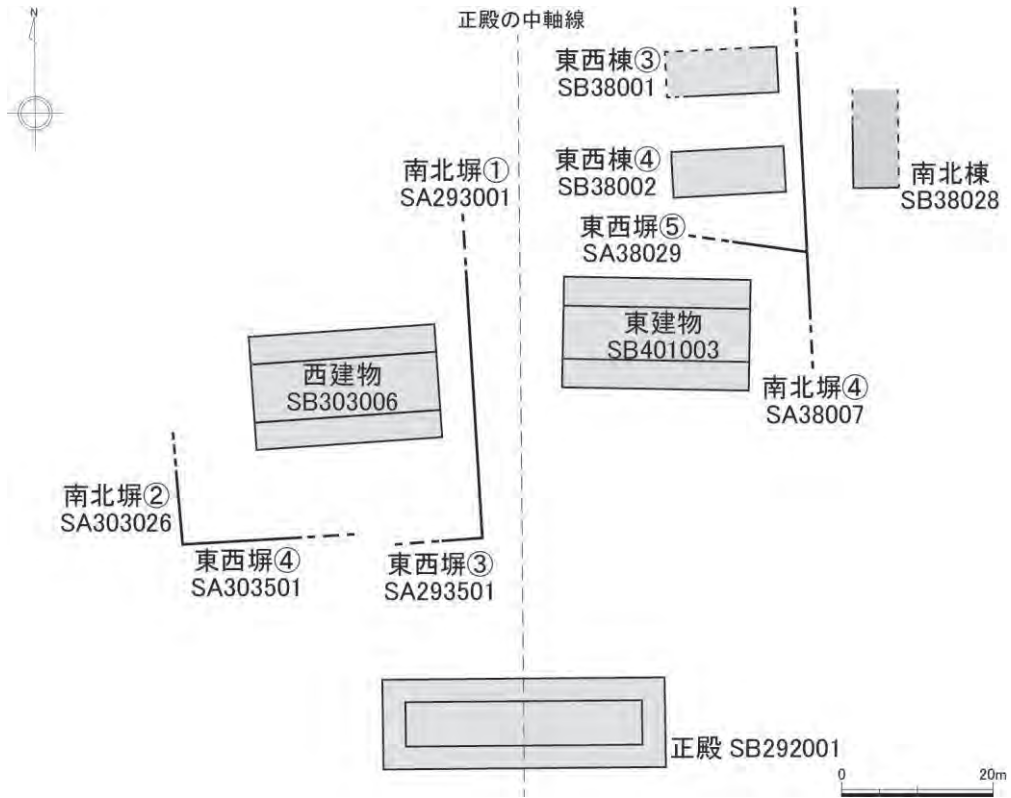 N
正殿の中軸線
東西棟③
SB38001
東西棟④
SB38002
南北棟
SB38028
南北塀①
SA293001
東西塀⑤
SA38029
東建物
SB401003
西建物
SB303006
南北塀④
SA38007
南北塀②
SA303026
東西塀④
SA303501
東西塀③
SA293501
正殿 SB292001
0 20m